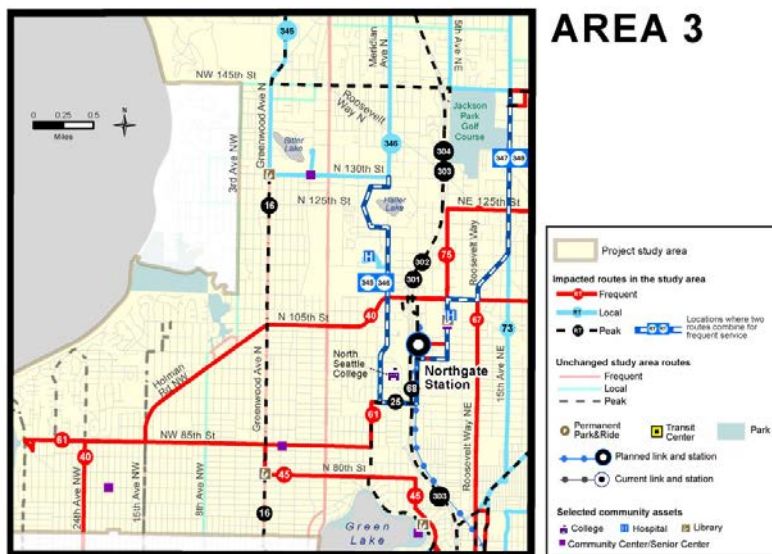 AREA 3
345
Meridian
Ave N
5th Ave NE
NW 145th St
Greenwood Ave N
Roosevelt
Way N
Jackson
Park
Golf
Course
0 0.25 0.5
Miles
N
3rd Ave NW
Bitter
Lake
346
304
303
347 348
N 130th St
N 125th St
Haller
Lake
NE 125th St
16
H
302
301
75
Roosevelt Way
345 346
H
N 105th St
40
67
73
Holman
Rd NW
Greenwood Ave N
North
Seattle
College
Northgate
Station
15th Ave NE
25
68
61
61
NW 85th St
40
45
N 80th St
45
303
Roosevelt Way NE
24th Ave NW
15th Ave NW
8th Ave NW
16
Green
Lake
Project study area
Impacted routes in the study area
RT Frequent
RT Local
RT Peak
RT RT
Locations where two
routes combine for
frequent service
Unchanged study area routes
Frequent
Local
Peak
Permanent
Park&Ride
Transit
Center
Park
Planned link and station
Current link and station
Selected community assets
College
H Hospital
Library
Community Center/Senior Center